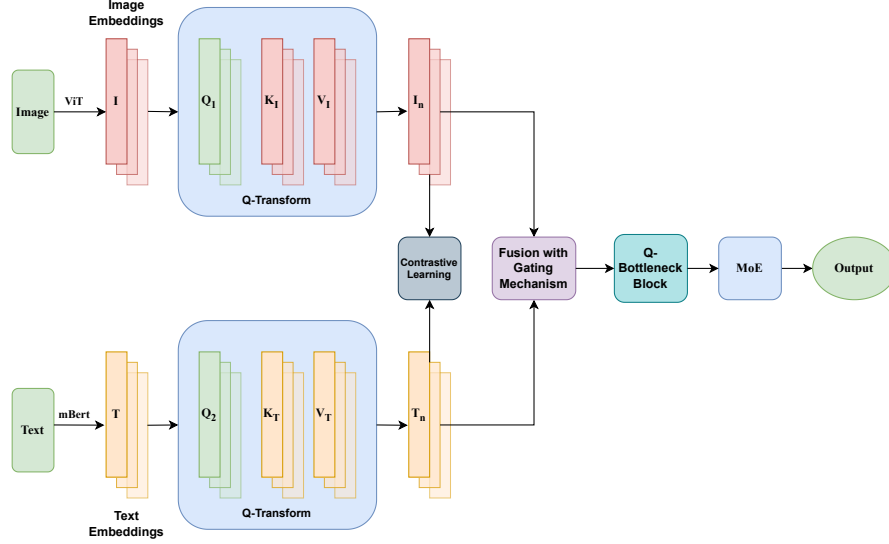 Image
Embeddings
Image
ViT
I
Q1
KI
VI
In
Q-Transform
Contrastive
Learning
Fusion with
Gating
Mechanism
Q-
Bottleneck
Block
MoE
Output
Text
mBert
T
Q2
KT
VT
Tn
Text
Embeddings
Q-Transform